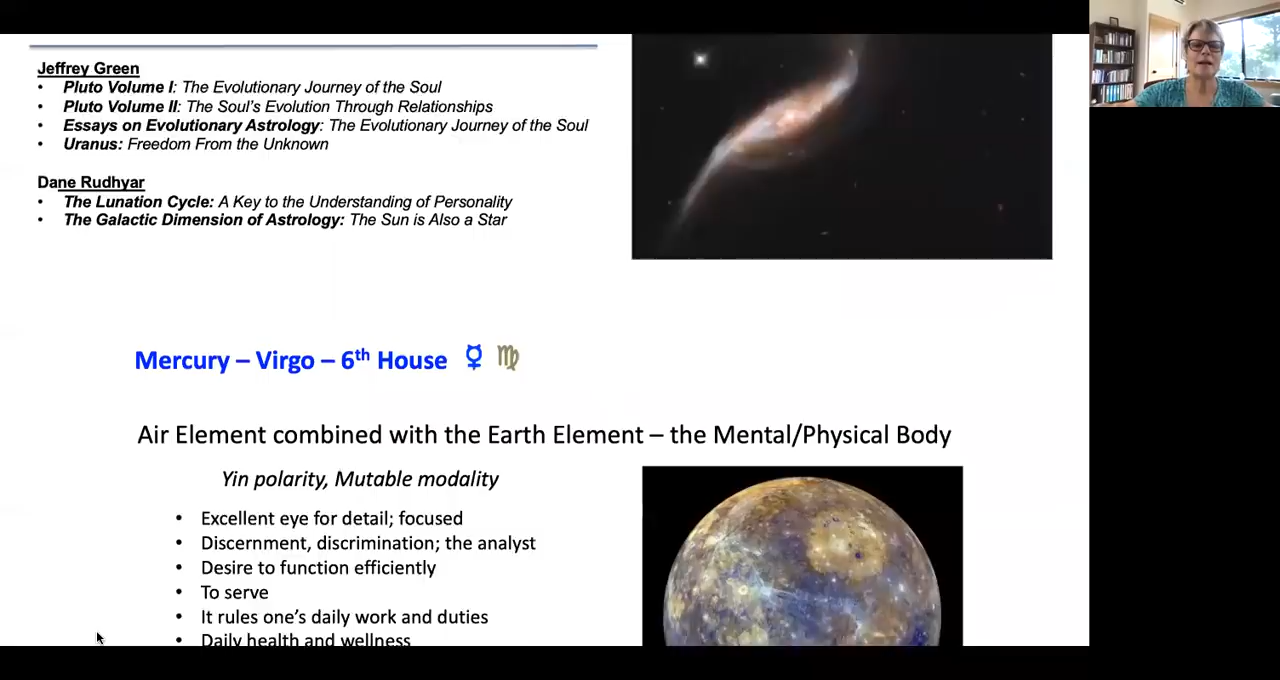 Jeffrey Green
• Pluto Volume I: The Evolutionary Journey of the Soul
• Pluto Volume II: The Soul's Evolution Through Relationships
• Essays on Evolutionary Astrology: The Evolutionary Journey of the Soul
• Uranus: Freedom From the Unknown
Dane Rudhyar
• The Lunation Cycle: A Key to the Understanding of Personality
• The Galactic Dimension of Astrology: The Sun is Also a Star
Mercury – Virgo – 6th House ☿ ♍
Air Element combined with the Earth Element – the Mental/Physical Body
Yin polarity, Mutable modality
• Excellent eye for detail; focused
• Discernment, discrimination; the analyst
• Desire to function efficiently
• To serve
• It rules one's daily work and duties
• Daily health and wellness